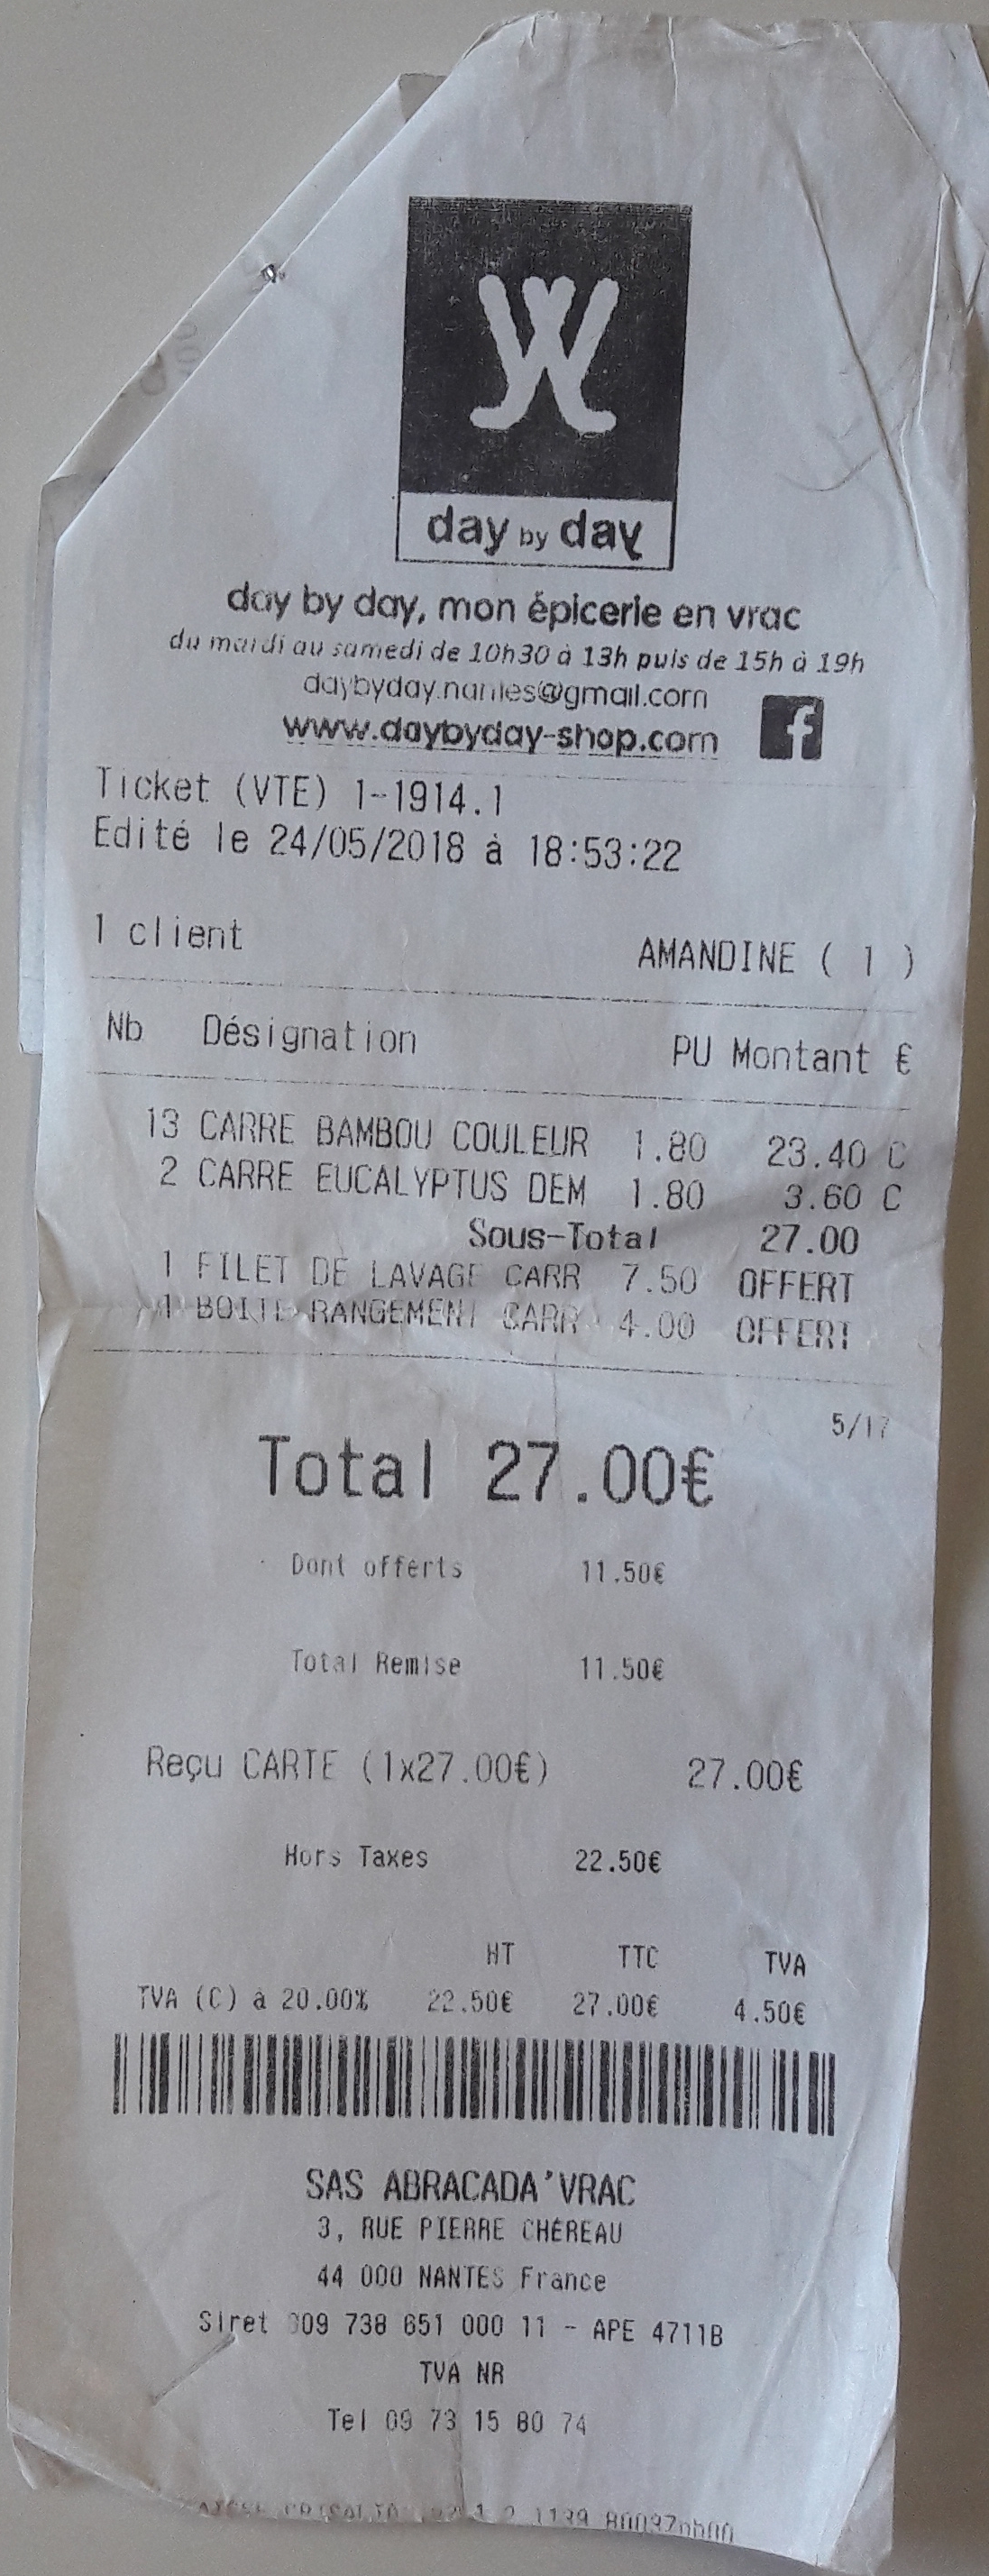 day by day
day by day, mon épicerie en vrac
du mardi au samedi de 10h30 à 13h puis de 15h à 19h
daybyday.nantes@gmail.com
www.daybyday-shop.com
Ticket (VTE) 1-1914.1
Edité le 24/05/2018 à 18:53:22
1 client AMANDINE ( 1 )
Nb Désignation PU Montant €
13 CARRE BAMBOU COULEUR 1.80 23.40 C
2 CARRE EUCALYPTUS DEM 1.80 3.60 C
Sous-Total 27.00
1 FILET DE LAVAGE CARR 7.50 OFFERT
1 BOITE RANGEMENT CARR 4.00 OFFERT
5/17
Total 27.00€
Dont offerts 11.50€
Total Remise 11.50€
Reçu CARTE (1x27.00€) 27.00€
Hors Taxes 22.50€
HT TTC TVA
TVA (C) à 20.00% 22.50€ 27.00€ 4.50€
SAS ABRACADA'VRAC
3, RUE PIERRE CHÉREAU
44 000 NANTES France
Siret 738 651 000 11 - APE 4711B
TVA NR
Tel 09 73 15 80 74